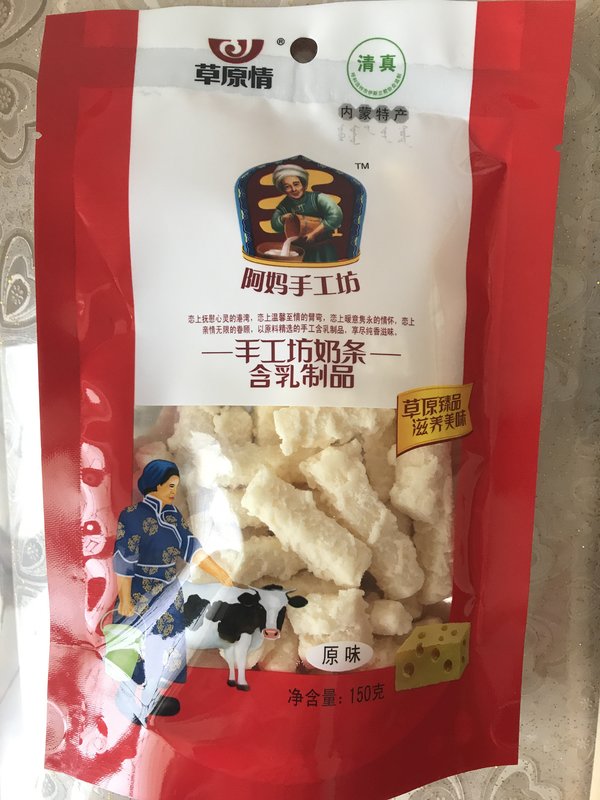 草原情
®
清真
内蒙特产
TM
阿妈手工坊
恋上抚慰心灵的港湾，恋上温馨至情的臂弯，恋上暖意隽永的情怀，恋上
亲情无限的眷顾，以原料精选的手工含乳制品，享尽纯香滋味。
手工坊奶条
含乳制品
草原臻品
滋养美味
原味
净含量：150克